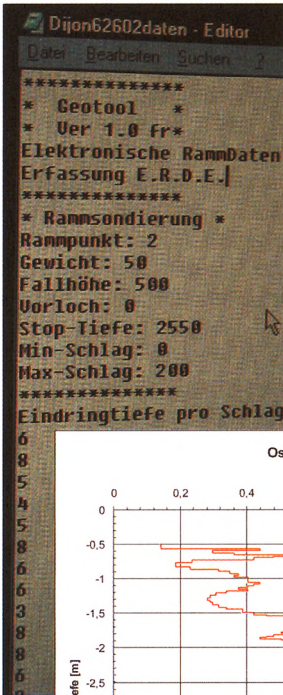 Dijon62602daten - Editor
Datei Bearbeiten Suchen ?
**************
* Geotool *
* Ver 1.0 fr*
Elektronische RammDaten
Erfassung E.R.D.E.
**************
* Rammsondierung *
Rammpunkt: 2
Gewicht: 50
Fallhöhe: 500
Vorloch: 0
Stop-Tiefe: 2550
Min-Schlag: 0
Max-Schlag: 200
**************
Eindringtiefe pro Schlag
6
8
5
4
5
8
6
6
3
8
8
6
Os
0 0,2 0,4
0
-0,5
-1
-1,5
-2
-2,5
efe [m]